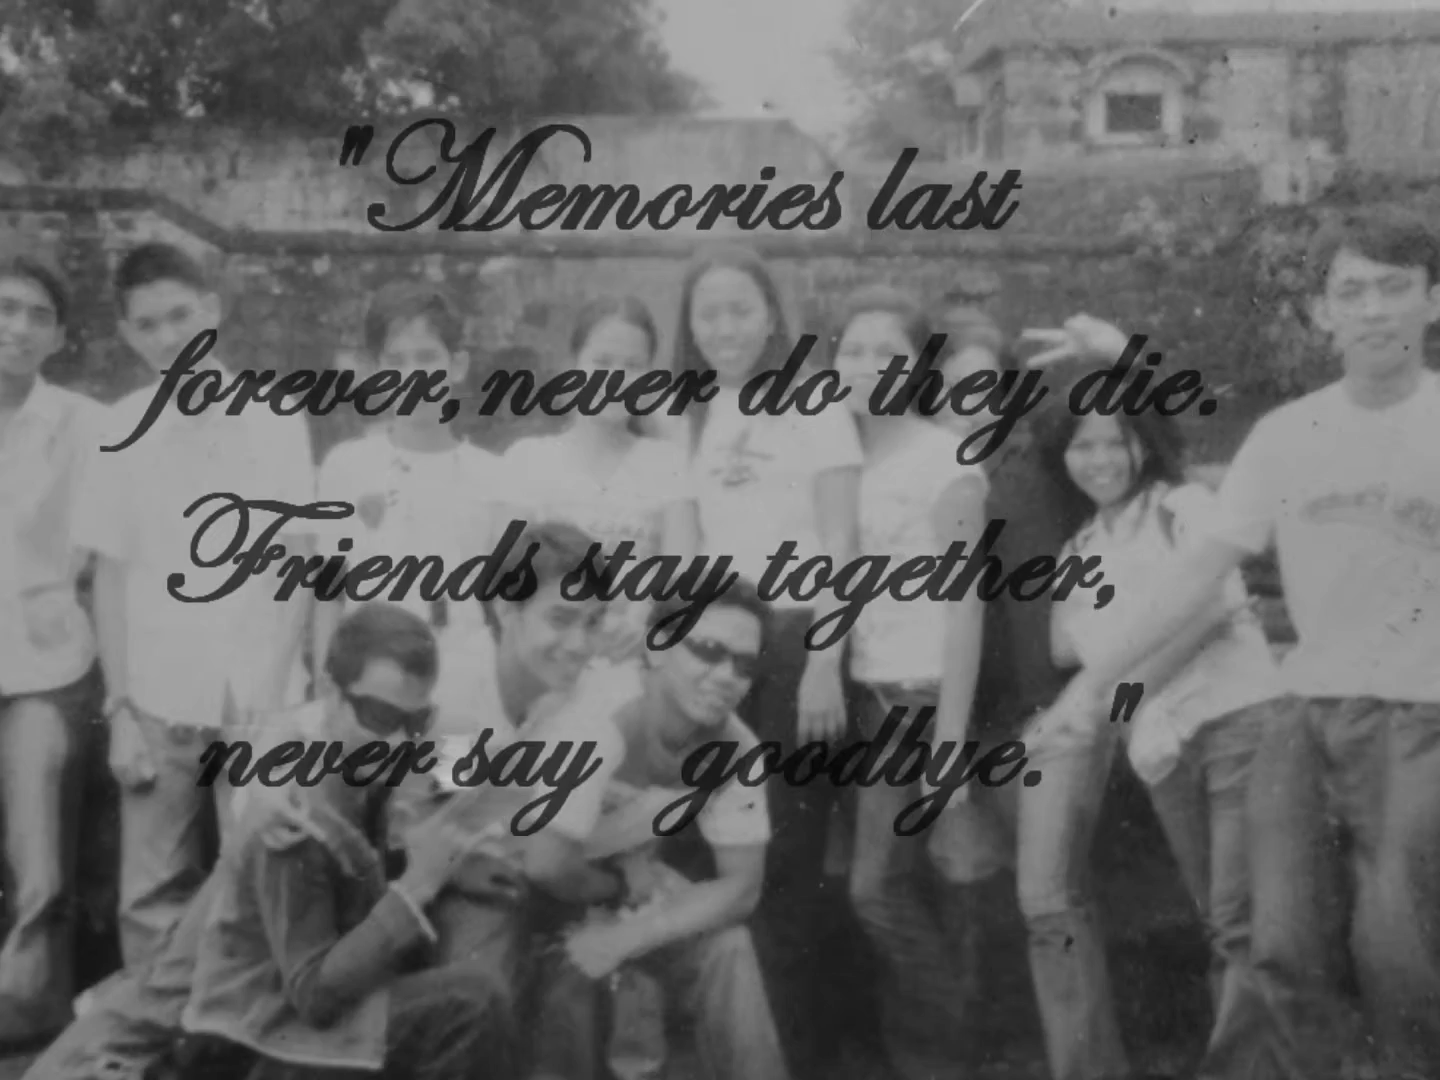 "Memories last
forever, never do they die.
Friends stay together,
never say goodbye. "